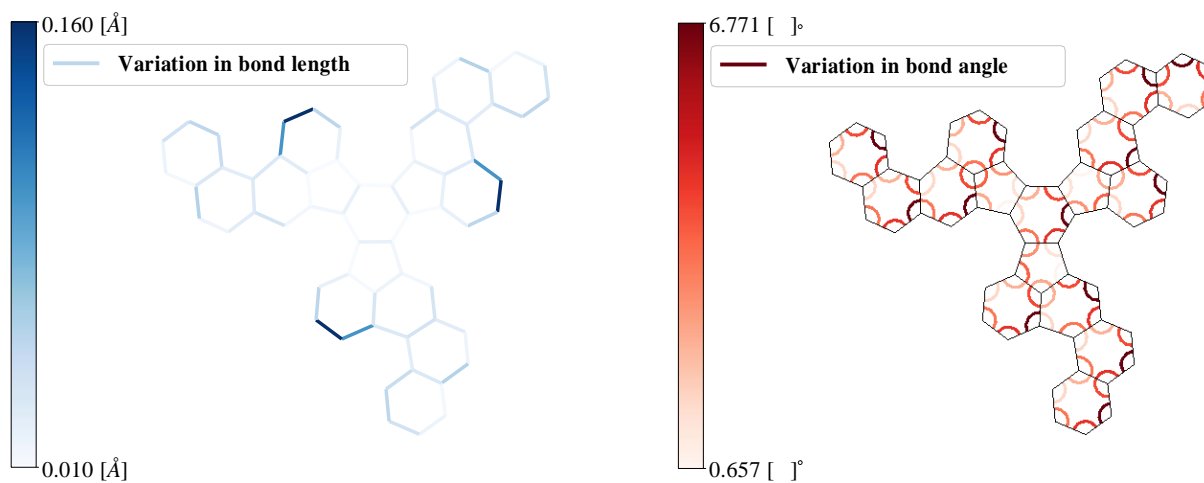 0.160 [Å]
Variation in bond length
0.010 [Å]
6.771 [ ]°
Variation in bond angle
0.657 [ ]°